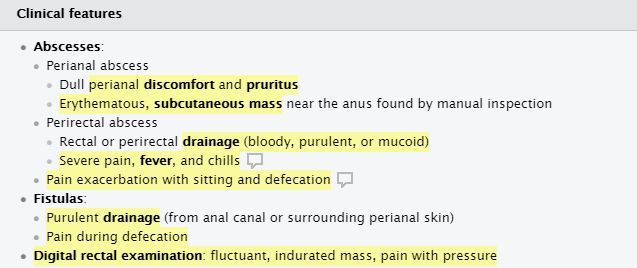 Clinical features
Abscesses:
Perianal abscess
Dull perianal discomfort and pruritus
Erythematous, subcutaneous mass near the anus found by manual inspection
Perirectal abscess
Rectal or perirectal drainage (bloody, purulent, or mucoid)
Severe pain, fever, and chills
Pain exacerbation with sitting and defecation
Fistulas:
Purulent drainage (from anal canal or surrounding perianal skin)
Pain during defecation
Digital rectal examination: fluctuant, indurated mass, pain with pressure